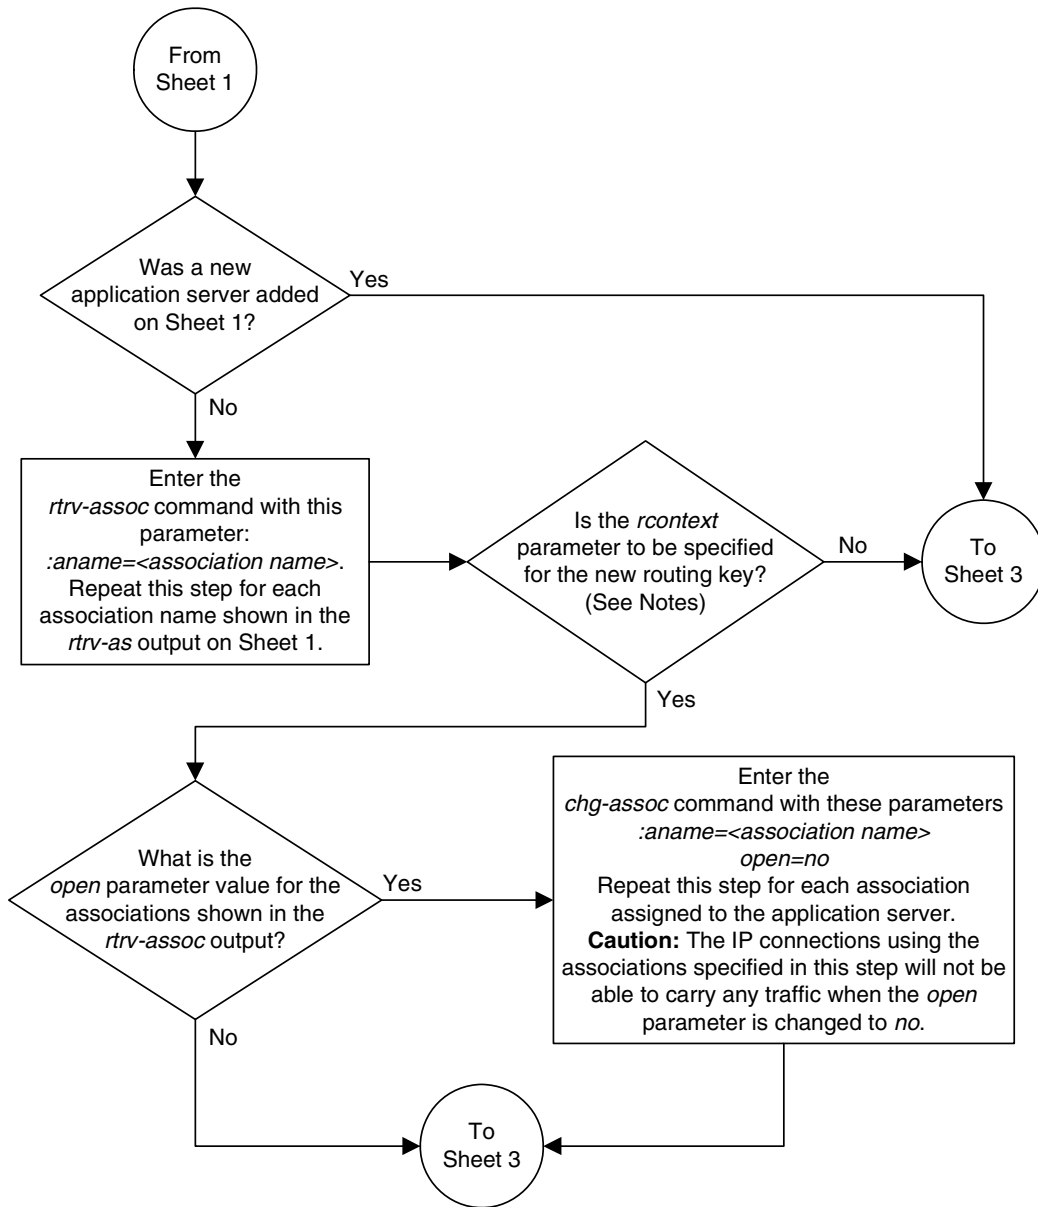 From
Sheet 1
Was a new
application server added
on Sheet 1?
Yes
No
Enter the
rtrv-assoc command with this
parameter:
:aname=<association name>.
Repeat this step for each
association name shown in the
rtrv-as output on Sheet 1.
Is the rcontext
parameter to be specified
for the new routing key?
(See Notes)
No
To
Sheet 3
Yes
What is the
open parameter value for the
associations shown in the
rtrv-assoc output?
Yes
No
Enter the
chg-assoc command with these parameters
:aname=<association name>
open=no
Repeat this step for each association
assigned to the application server.
Caution: The IP connections using the
associations specified in this step will not be
able to carry any traffic when the open
parameter is changed to no.
To
Sheet 3